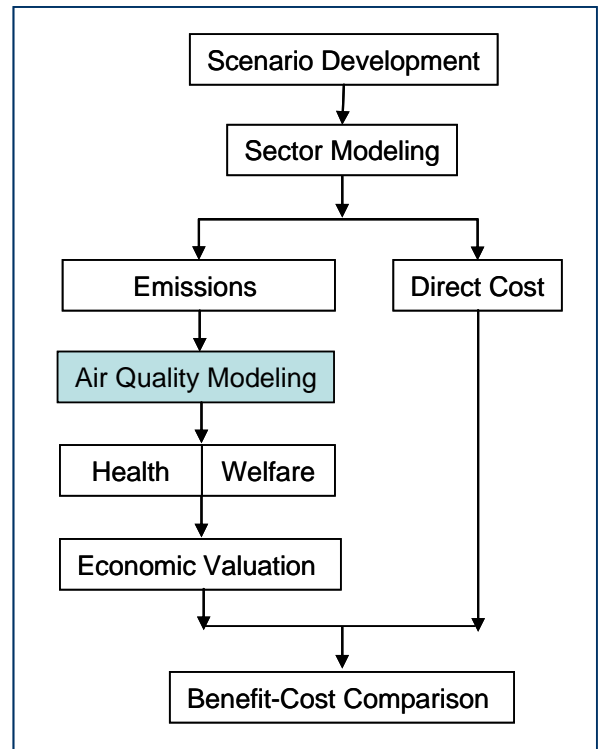 Scenario Development
Sector Modeling
Emissions
Direct Cost
Air Quality Modeling
Health
Welfare
Economic Valuation
Benefit-Cost Comparison